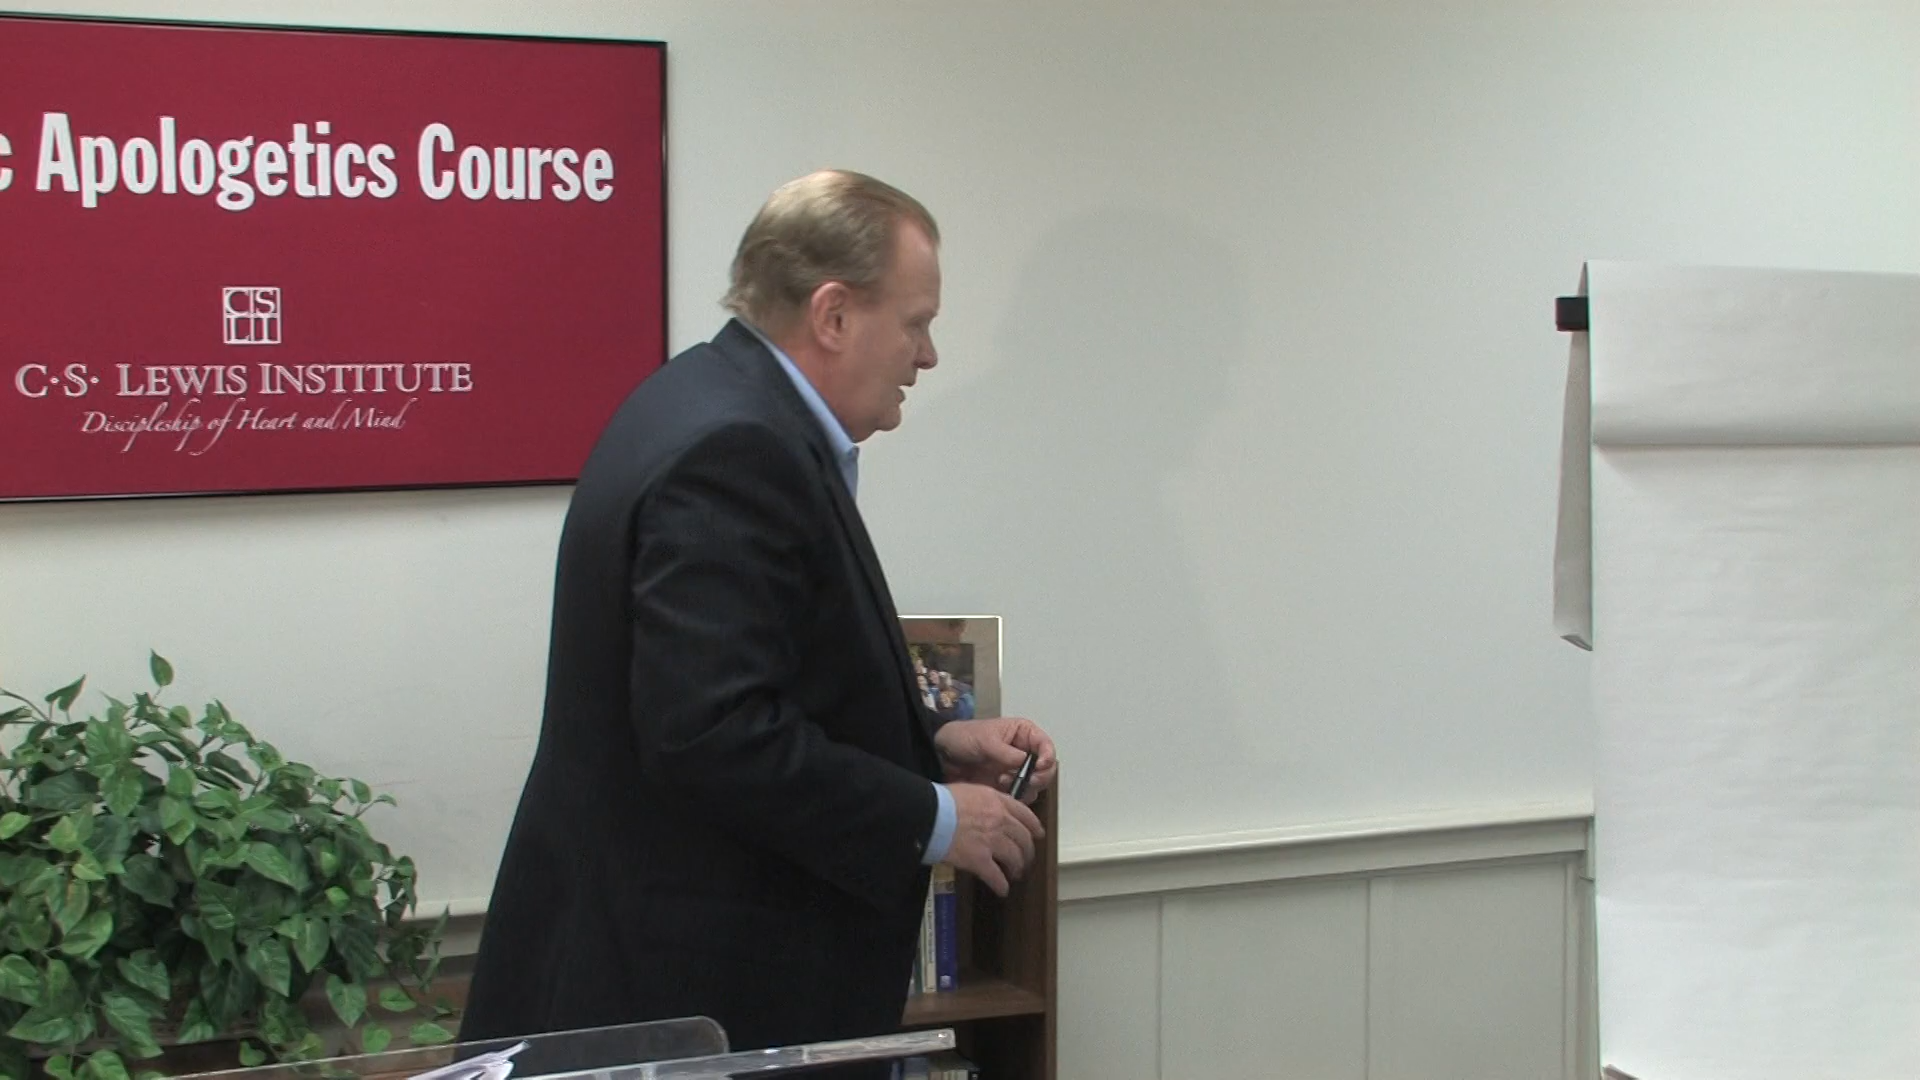 c Apologetics Course
CS
LI
C·S· LEWIS INSTITUTE
Discipleship of Heart and Mind